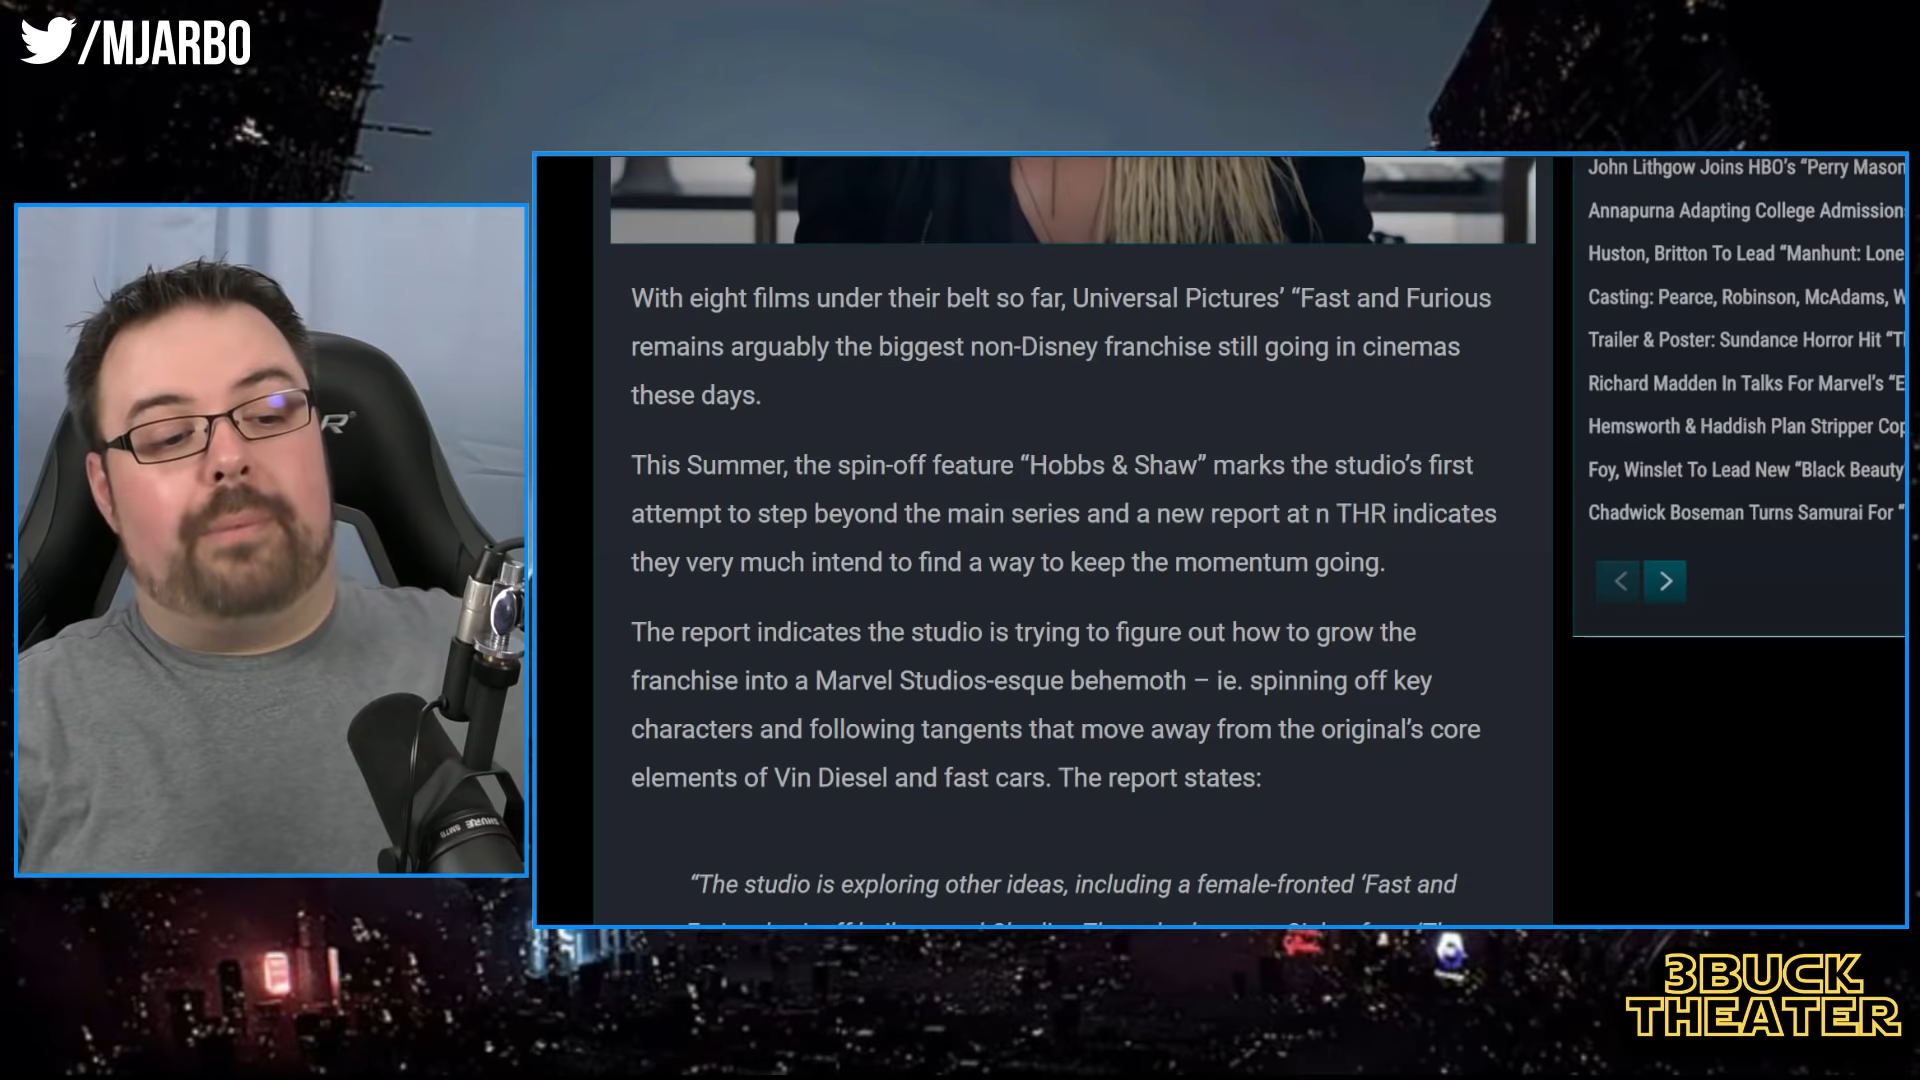 /MJARBO
With eight films under their belt so far, Universal Pictures’ “Fast and Furious
remains arguably the biggest non-Disney franchise still going in cinemas
these days.
This Summer, the spin-off feature “Hobbs & Shaw” marks the studio’s first
attempt to step beyond the main series and a new report at n THR indicates
they very much intend to find a way to keep the momentum going.
The report indicates the studio is trying to figure out how to grow the
franchise into a Marvel Studios-esque behemoth – ie. spinning off key
characters and following tangents that move away from the original’s core
elements of Vin Diesel and fast cars. The report states:
“The studio is exploring other ideas, including a female-fronted ‘Fast and
John Lithgow Joins HBO’s “Perry Mason
Annapurna Adapting College Admission
Huston, Britton To Lead “Manhunt: Lone
Casting: Pearce, Robinson, McAdams, W
Trailer & Poster: Sundance Horror Hit “T
Richard Madden In Talks For Marvel’s “E
Hemsworth & Haddish Plan Stripper Cop
Foy, Winslet To Lead New “Black Beauty
Chadwick Boseman Turns Samurai For “
R
SHURE
SM7B
3BUCK
THEATER